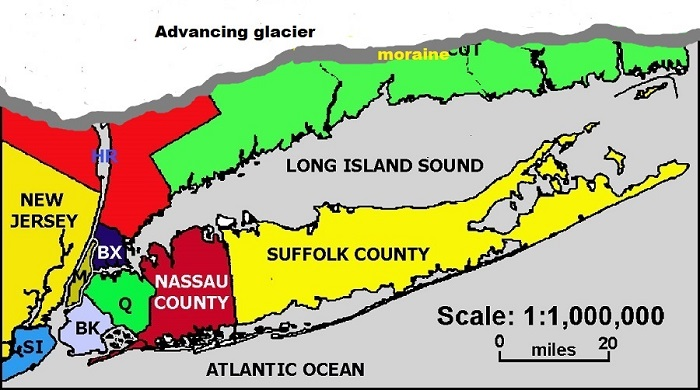 Advancing glacier
moraine
HR
LONG ISLAND SOUND
NEW
JERSEY
BX
SUFFOLK COUNTY
M
NASSAU
COUNTY
Q
BK
SI
Scale: 1:1,000,000
0 miles 20
ATLANTIC OCEAN